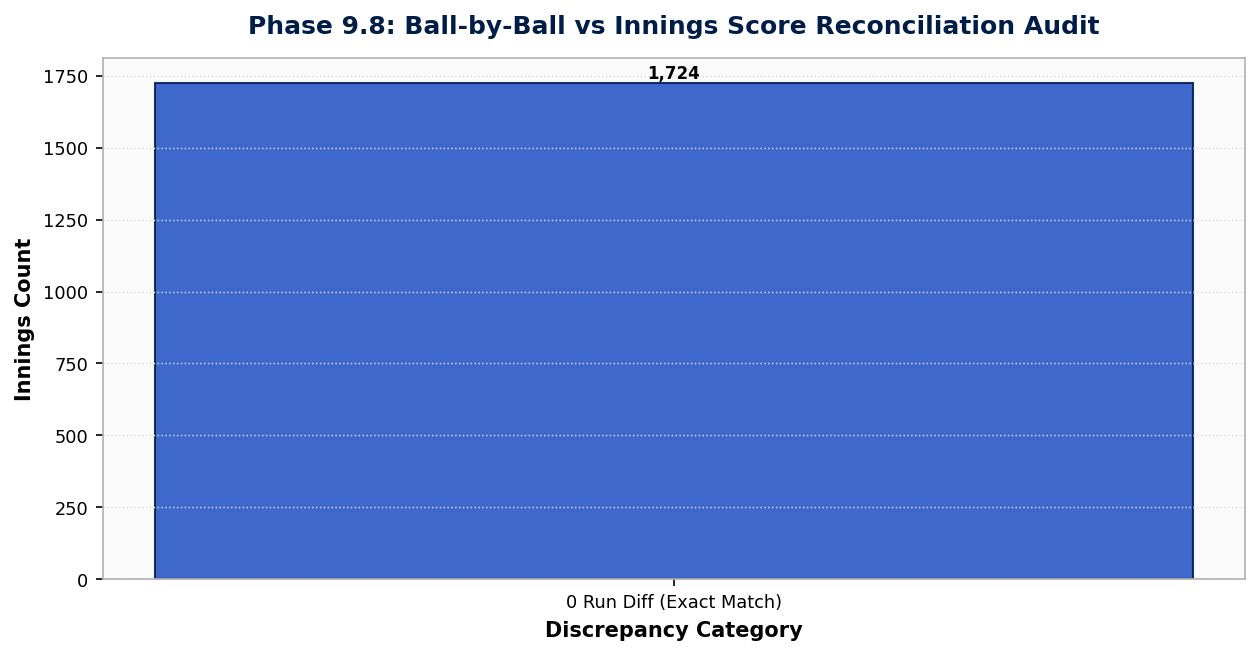 Phase 9.8: Ball-by-Ball vs Innings Score Reconciliation Audit
1,724
1750
1500
1250
1000
750
500
250
0
Innings Count
0 Run Diff (Exact Match)
Discrepancy Category